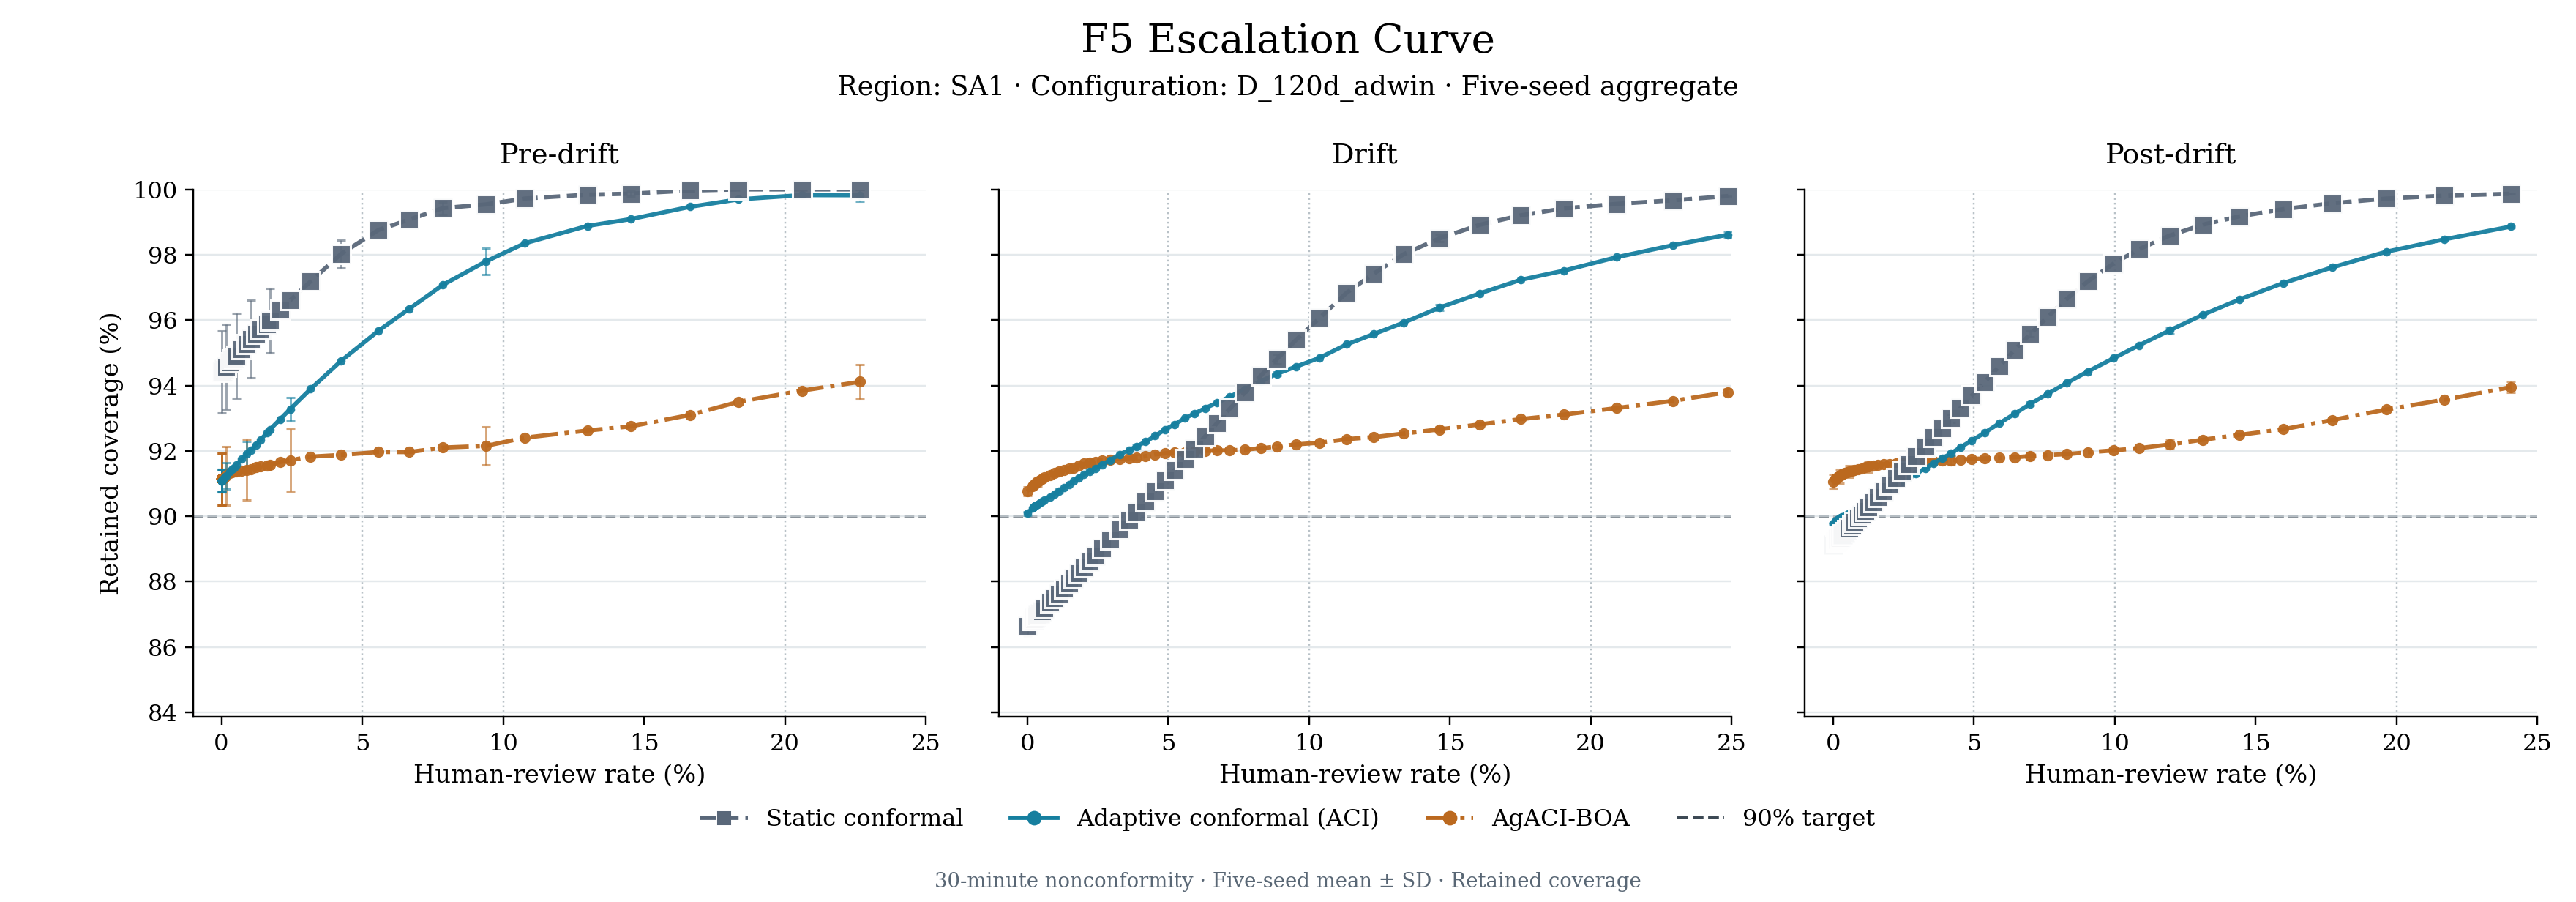 F5 Escalation Curve
Region: SA1 · Configuration: D_120d_adwin · Five-seed aggregate
Pre-drift
Drift
Post-drift
Retained coverage (%)
100
98
96
94
92
90
88
86
84
0 5 10 15 20 25
0 5 10 15 20 25
0 5 10 15 20 25
Human-review rate (%)
Human-review rate (%)
Human-review rate (%)
Static conformal
Adaptive conformal (ACI)
AgACI-BOA
90% target
30-minute nonconformity · Five-seed mean ± SD · Retained coverage